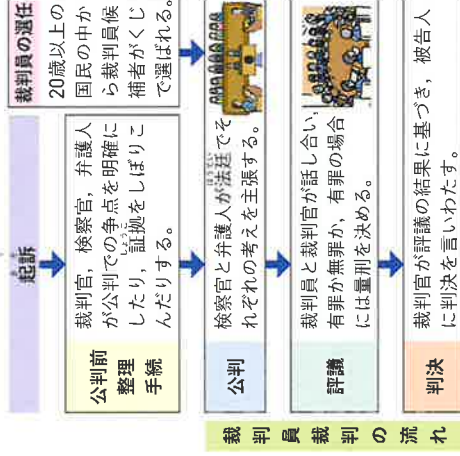 起訴
裁判員の選任
20歳以上の
国民の中か
ら裁判員候
補者がくじ
で選ばれる。
公判前
整理
手続
裁判官，検察官，弁護人
が公判での争点を明確に
したり，証拠をしぼりこ
しょうこ
んだりする。
公判
検察官と弁護人が法廷でそ
ほうてい
れぞれの考えを主張する。
評議
裁判員と裁判官が話し合い，
有罪か無罪か，有罪の場合
には量刑を決める。
判決
裁判官が評議の結果に基づき，被告人
に判決を言いわたす。
裁判員裁判の流れ